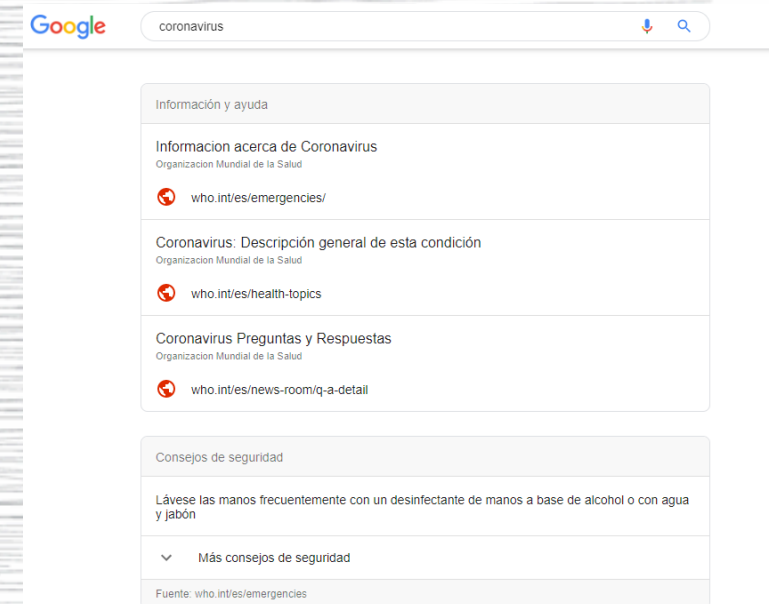 Google
coronavirus
Información y ayuda
Informacion acerca de Coronavirus
Organizacion Mundial de la Salud
who.int/es/emergencies/
Coronavirus: Descripción general de esta condición
Organizacion Mundial de la Salud
who.int/es/health-topics
Coronavirus Preguntas y Respuestas
Organizacion Mundial de la Salud
who.int/es/news-room/q-a-detail
Consejos de seguridad
Lávese las manos frecuentemente con un desinfectante de manos a base de alcohol o con agua
y jabón
Más consejos de seguridad
Fuente: who.int/es/emergencies